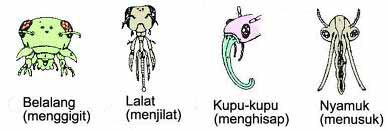 Belalang
(menggigit)
Lalat
(menjilat)
Kupu-kupu
(menghisap)
Nyamuk
(menusuk)